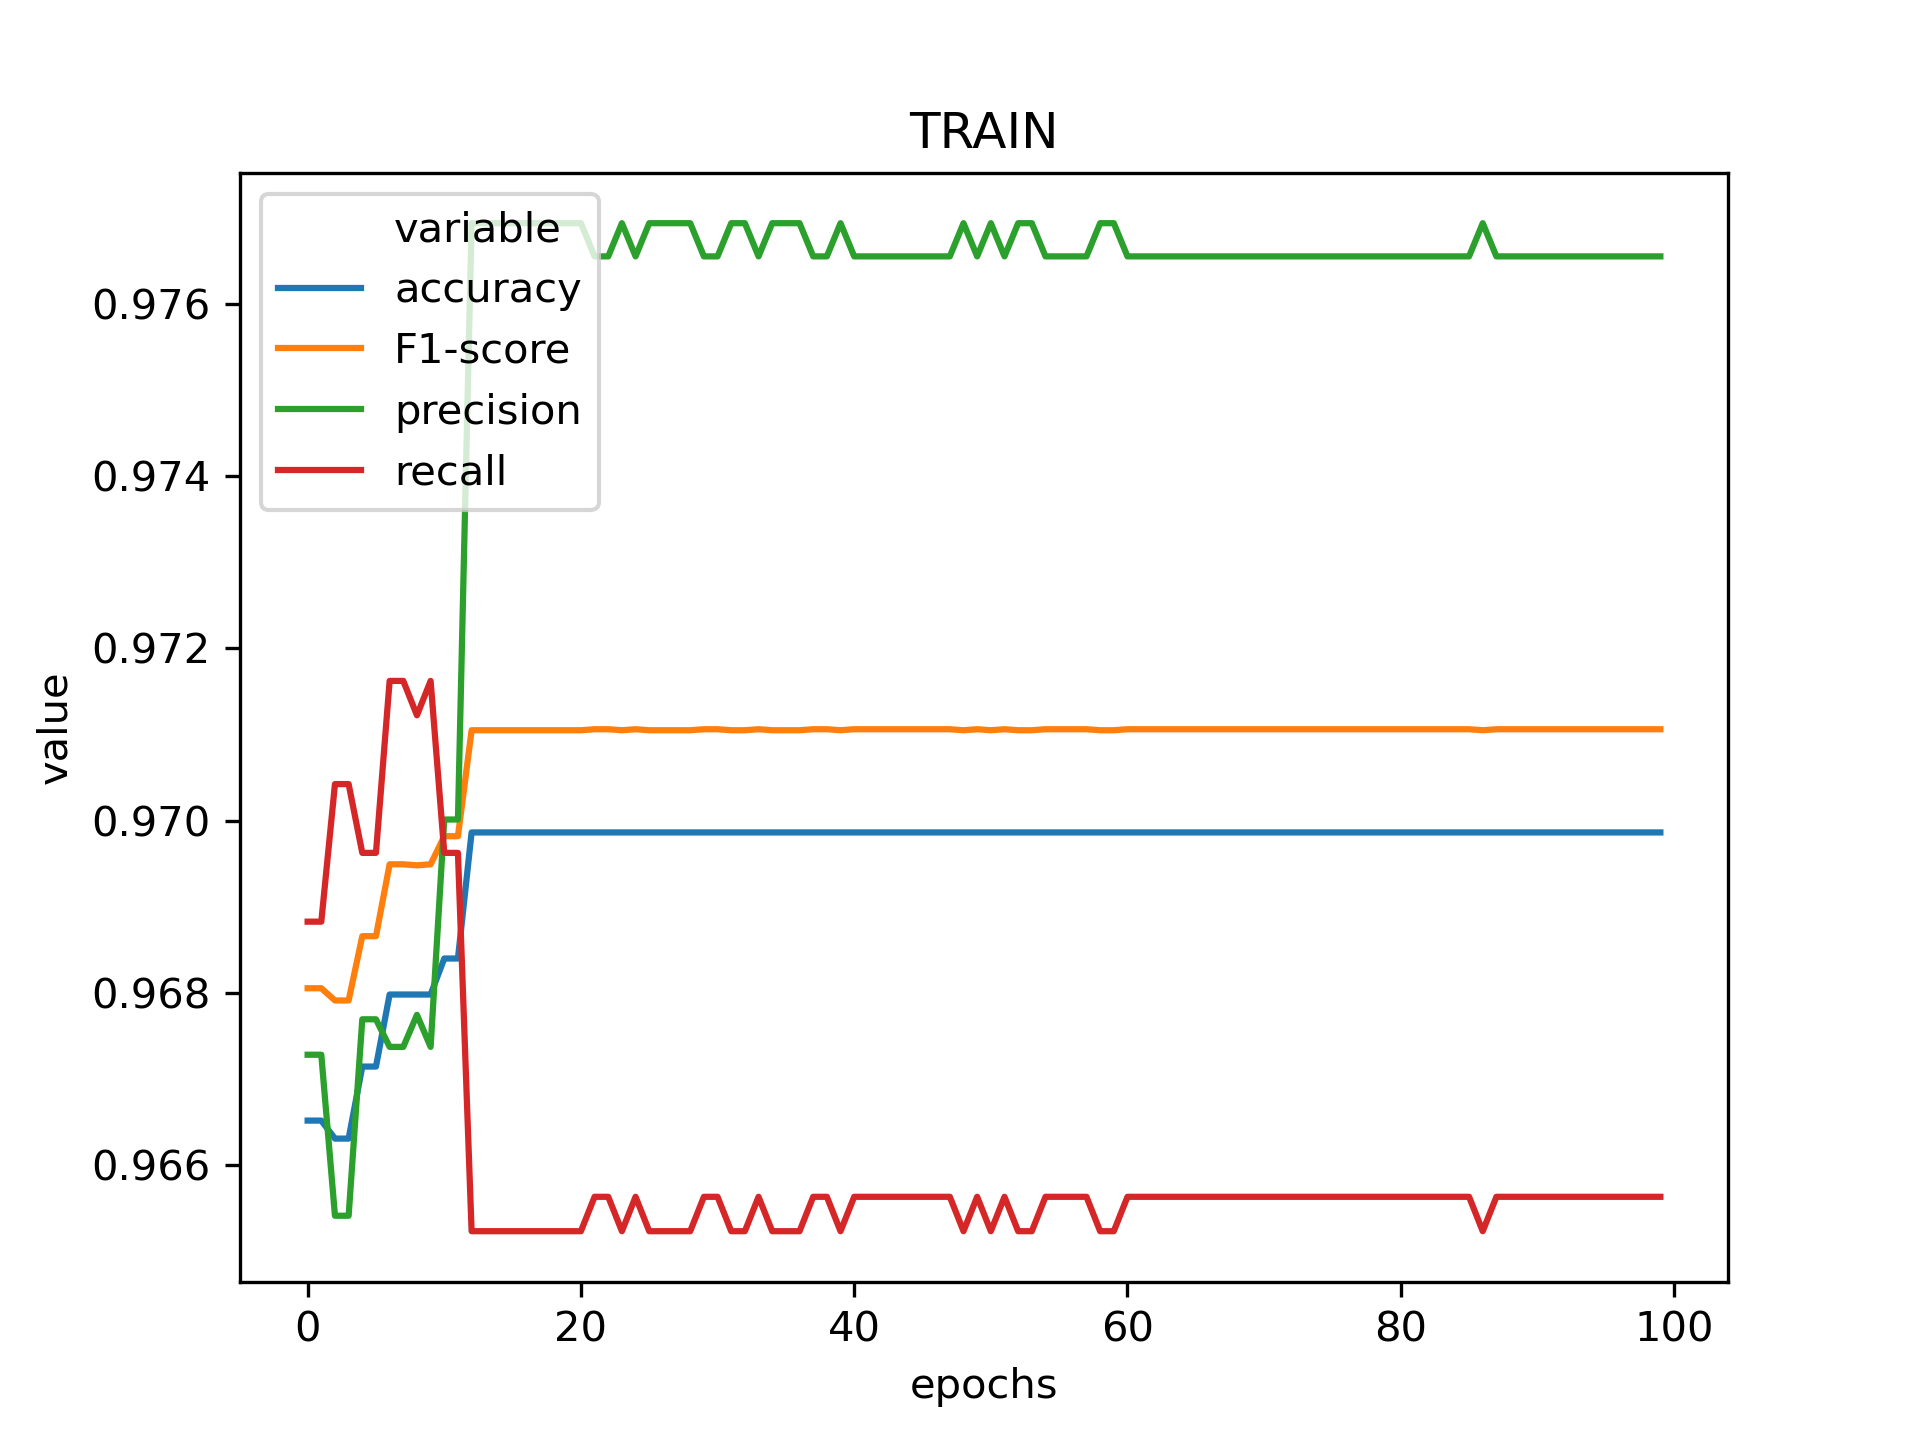 TRAIN
variable
accuracy
F1-score
precision
recall
value
0.976
0.974
0.972
0.970
0.968
0.966
0 20 40 60 80 100
epochs